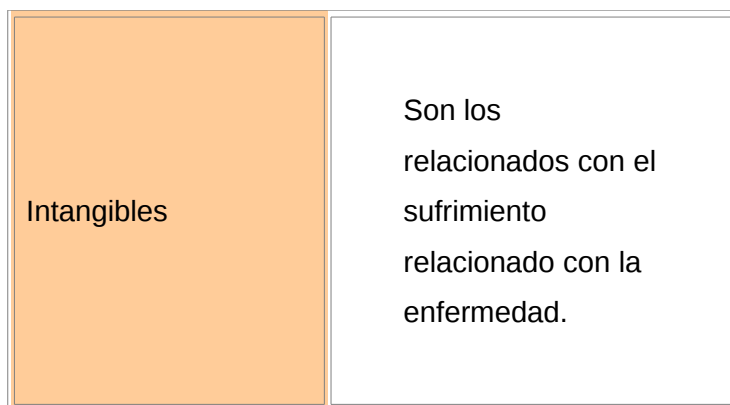 Intangibles
Son los
relacionados con el
sufrimiento
relacionado con la
enfermedad.